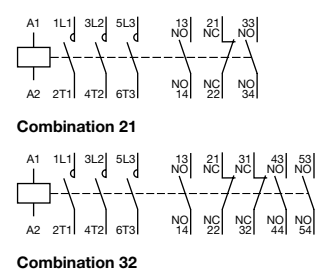 A1 1L1 3L2 5L3 13 21 33
NO NC NO
NO NC NO
A2 2T1 4T2 6T3 14 22 34
Combination 21
A1 1L1 3L2 5L3 13 21 31 43 53
NO NC NC NO NO
NO NC NC NO NO
A2 2T1 4T2 6T3 14 22 32 44 54
Combination 32